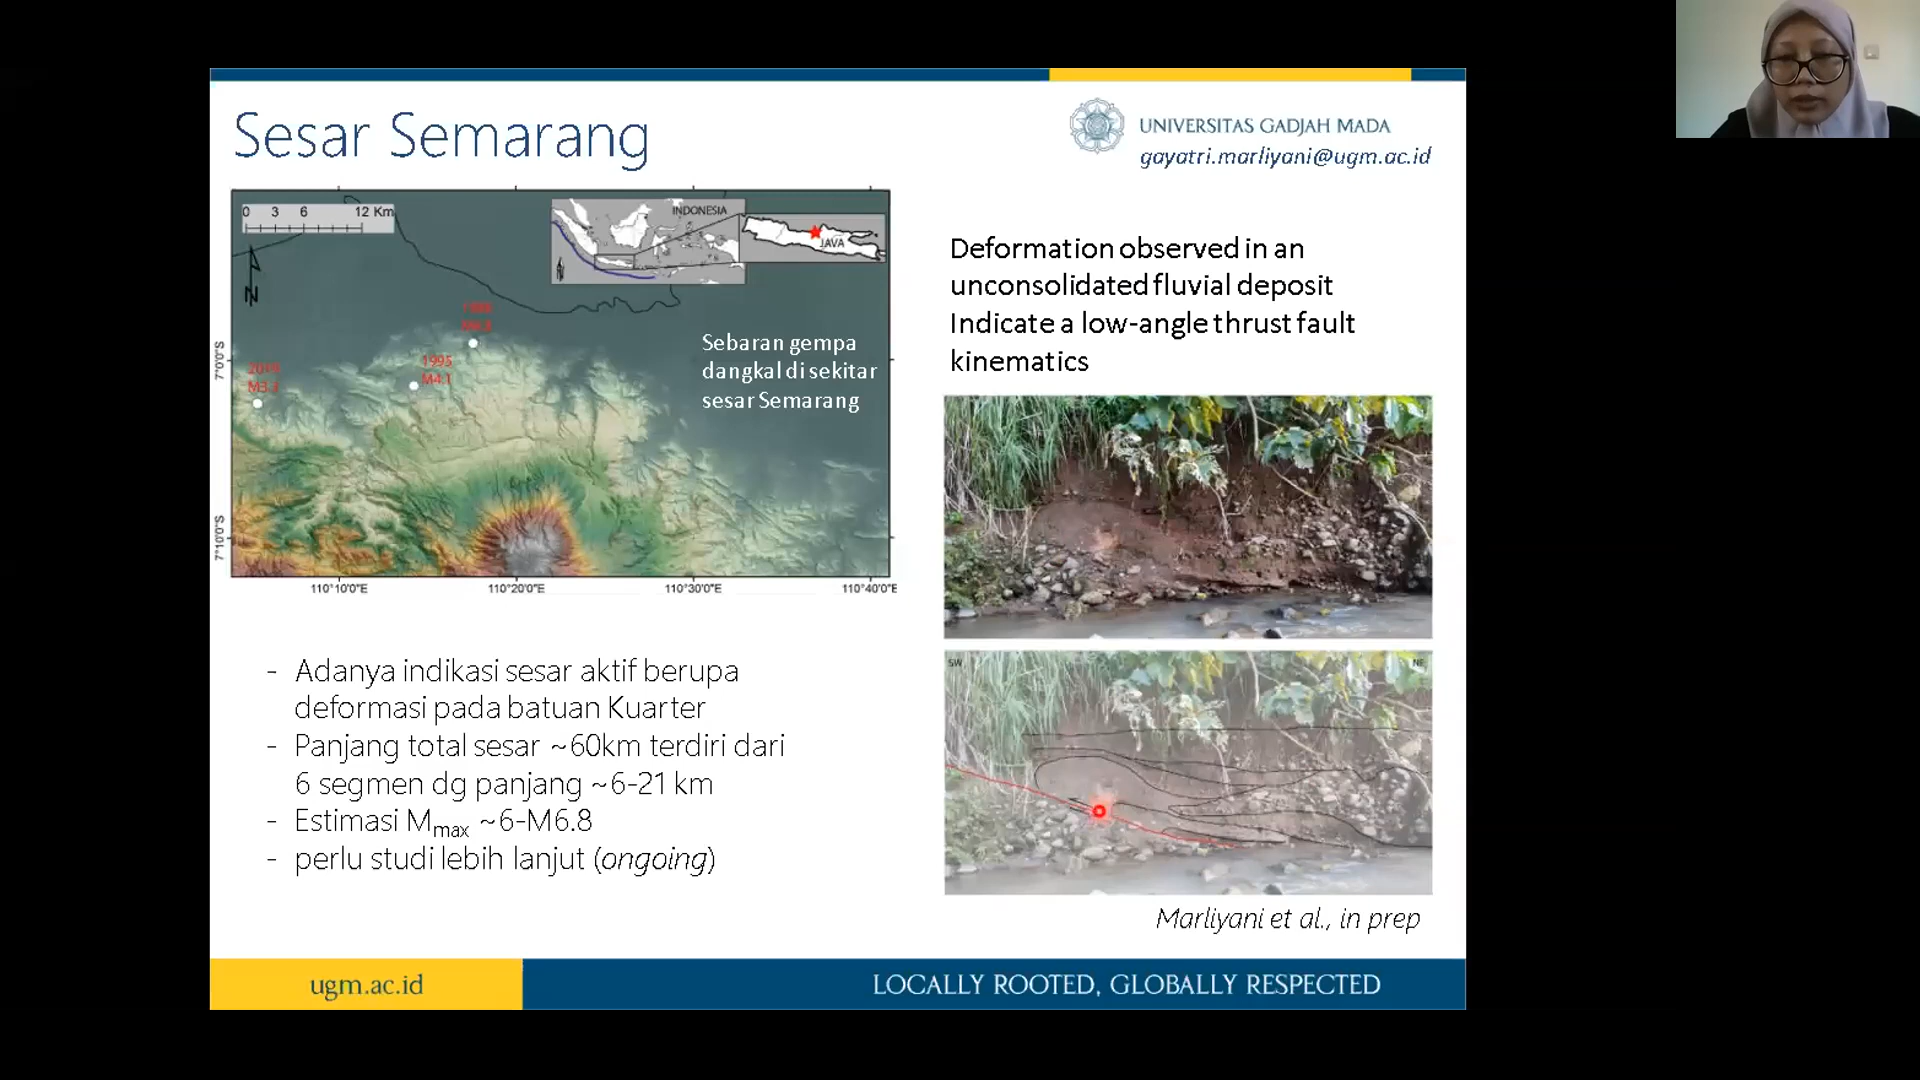 Sesar Semarang
UNIVERSITAS GADJAH MADA
gayatri.marliyani@ugm.ac.id
0 3 6 12 Km
N
INDONESIA
JAVA
1995
M4.1
Sebaran gempa
dangkal di sekitar
sesar Semarang
7°0'0"S
7°10'0"S
110°10'0"E 110°20'0"E 110°30'0"E 110°40'0"E
- Adanya indikasi sesar aktif berupa
deformasi pada batuan Kuarter
- Panjang total sesar ~60km terdiri dari
6 segmen dg panjang ~6-21 km
- Estimasi Mmax ~6-M6.8
- perlu studi lebih lanjut (ongoing)
Deformation observed in an
unconsolidated fluvial deposit
Indicate a low-angle thrust fault
kinematics
SW NE
Marliyani et al., in prep
ugm.ac.id
LOCALLY ROOTED, GLOBALLY RESPECTED